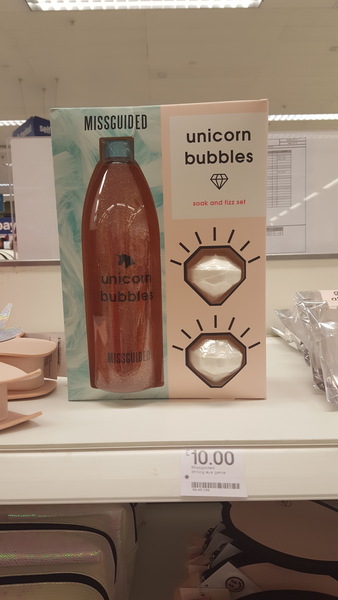 MISSGUIDED
unicorn
bubbles
soak and fizz set
unicorn
bubbles
MISSGUIDED
£10.00